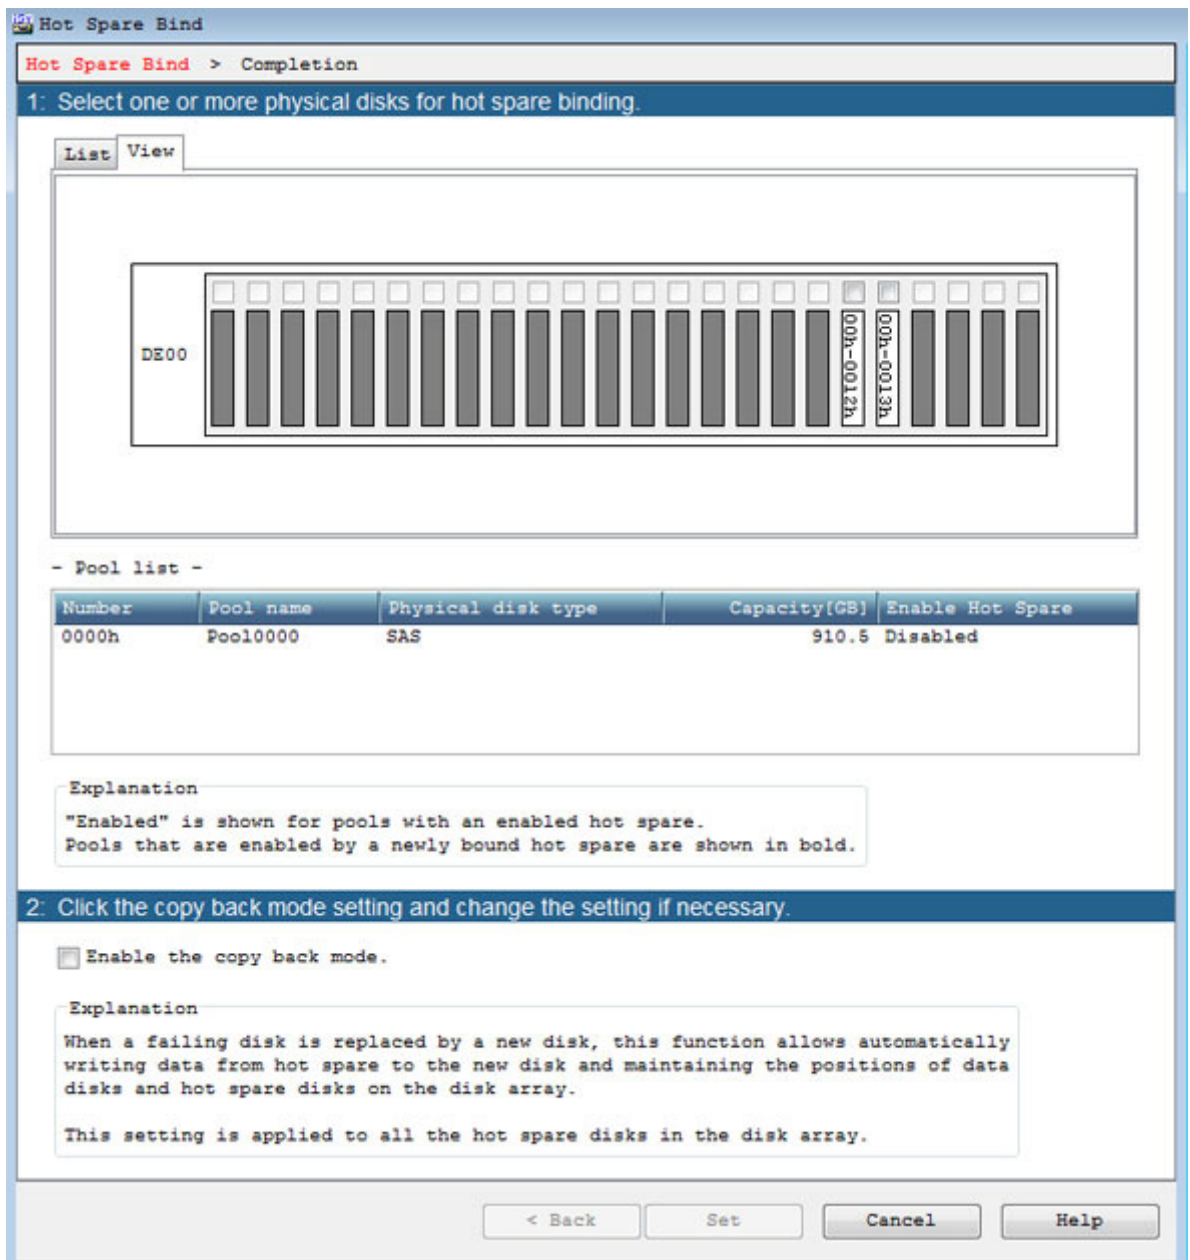 Hot Spare Bind
Hot Spare Bind > Completion
1: Select one or more physical disks for hot spare binding.
List View
DE00
00h-0012h
00h-0013h
- Pool list -
Number Pool name Physical disk type Capacity[GB] Enable Hot Spare
0000h Pool0000 SAS 910.5 Disabled
Explanation
"Enabled" is shown for pools with an enabled hot spare.
Pools that are enabled by a newly bound hot spare are shown in bold.
2: Click the copy back mode setting and change the setting if necessary.
Enable the copy back mode.
Explanation
When a failing disk is replaced by a new disk, this function allows automatically
writing data from hot spare to the new disk and maintaining the positions of data
disks and hot spare disks on the disk array.
This setting is applied to all the hot spare disks in the disk array.
< Back Set Cancel Help